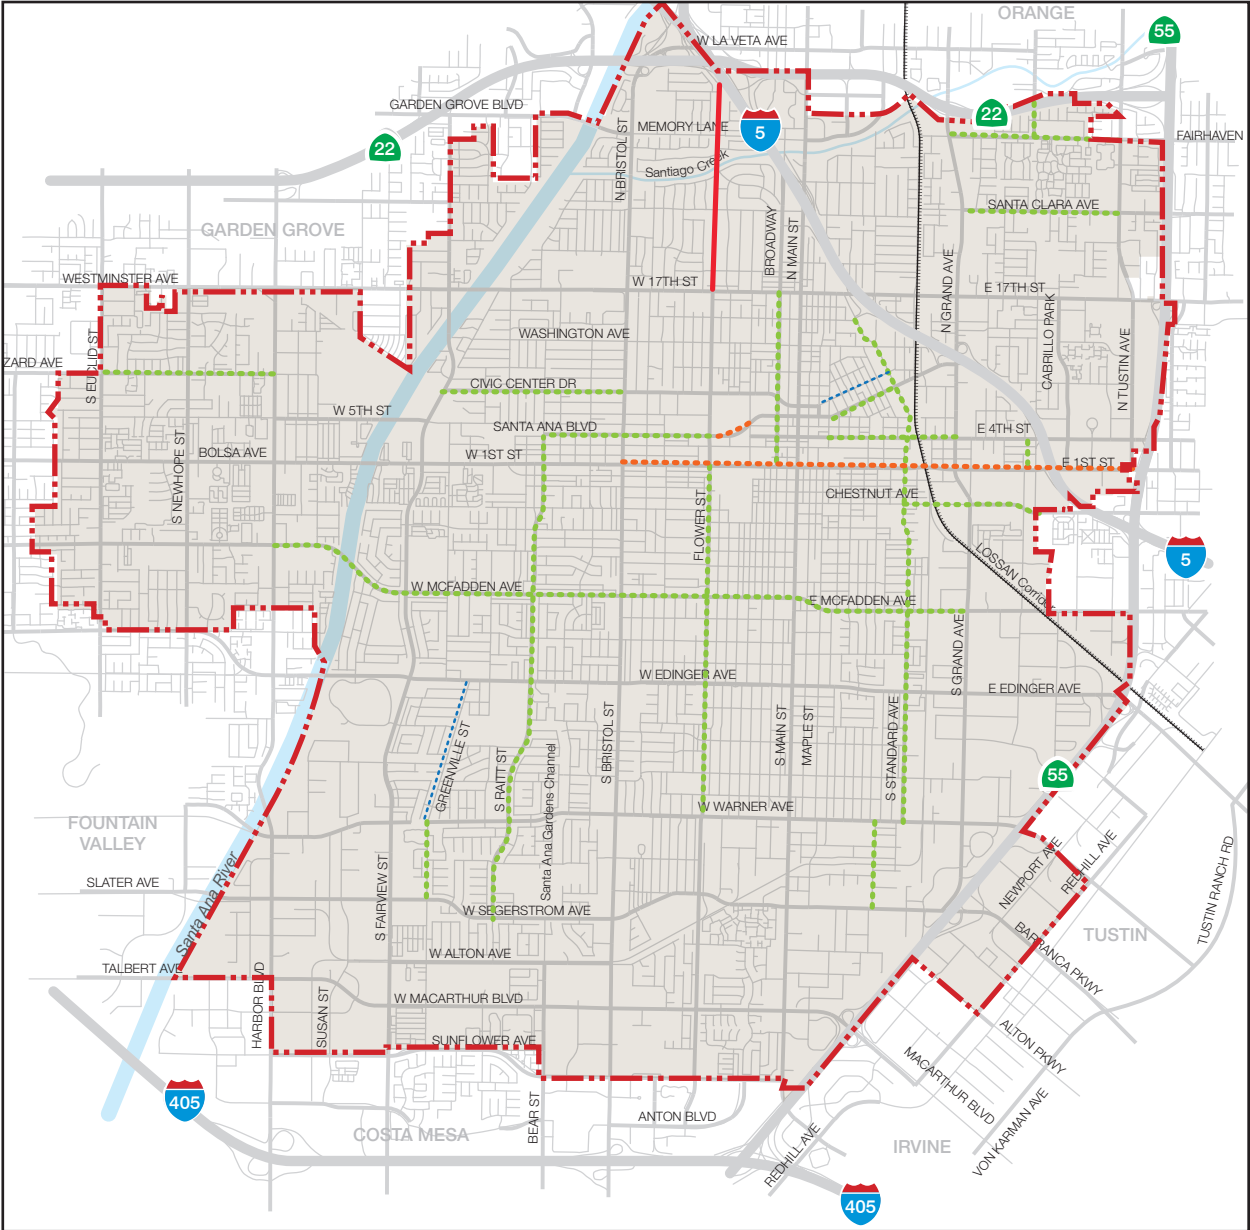 ORANGE
55
W LA VETA AVE
GARDEN GROVE BLVD
22
5
22
MEMORY LANE
FAIRHAVEN
N BRISTOL ST
Santiago Creek
SANTA CLARA AVE
GARDEN GROVE
BROADWAY
N MAIN ST
N GRAND AVE
WESTMINSTER AVE
W 17TH ST
E 17TH ST
WASHINGTON AVE
CABRILLO PARK
N TUSTIN AVE
ZARD AVE
S EUCLID ST
CIVIC CENTER DR
W 5TH ST
SANTA ANA BLVD
E 4TH ST
S NEWHOPE ST
BOLSA AVE
W 1ST ST
E 1ST ST
CHESTNUT AVE
FLOWER ST
LOSSAN Corridor
5
W MCFADDEN AVE
E MCFADDEN AVE
S GRAND AVE
W EDINGER AVE
E EDINGER AVE
GREENVILLE ST
S RAITT ST
Santa Ana Gardens Channel
S BRISTOL ST
S MAIN ST
MAPLE ST
S STANDARD AVE
55
W WARNER AVE
FOUNTAIN
VALLEY
NEWPORT AVE
REDHILL AVE
TUSTIN RANCH RD
SLATER AVE
Santa Ana River
S FAIRVIEW ST
W SEGERSTROM AVE
TUSTIN
BARRANCA PKWY
W ALTON AVE
TALBERT AVE
HARBOR BLVD
SUSAN ST
W MACARTHUR BLVD
SUNFLOWER AVE
ALTON PKWY
MACARTHUR BLVD
405
BEAR ST
ANTON BLVD
COSTA MESA
REDHILL AVE
IRVINE
VON KARMAN AVE
405